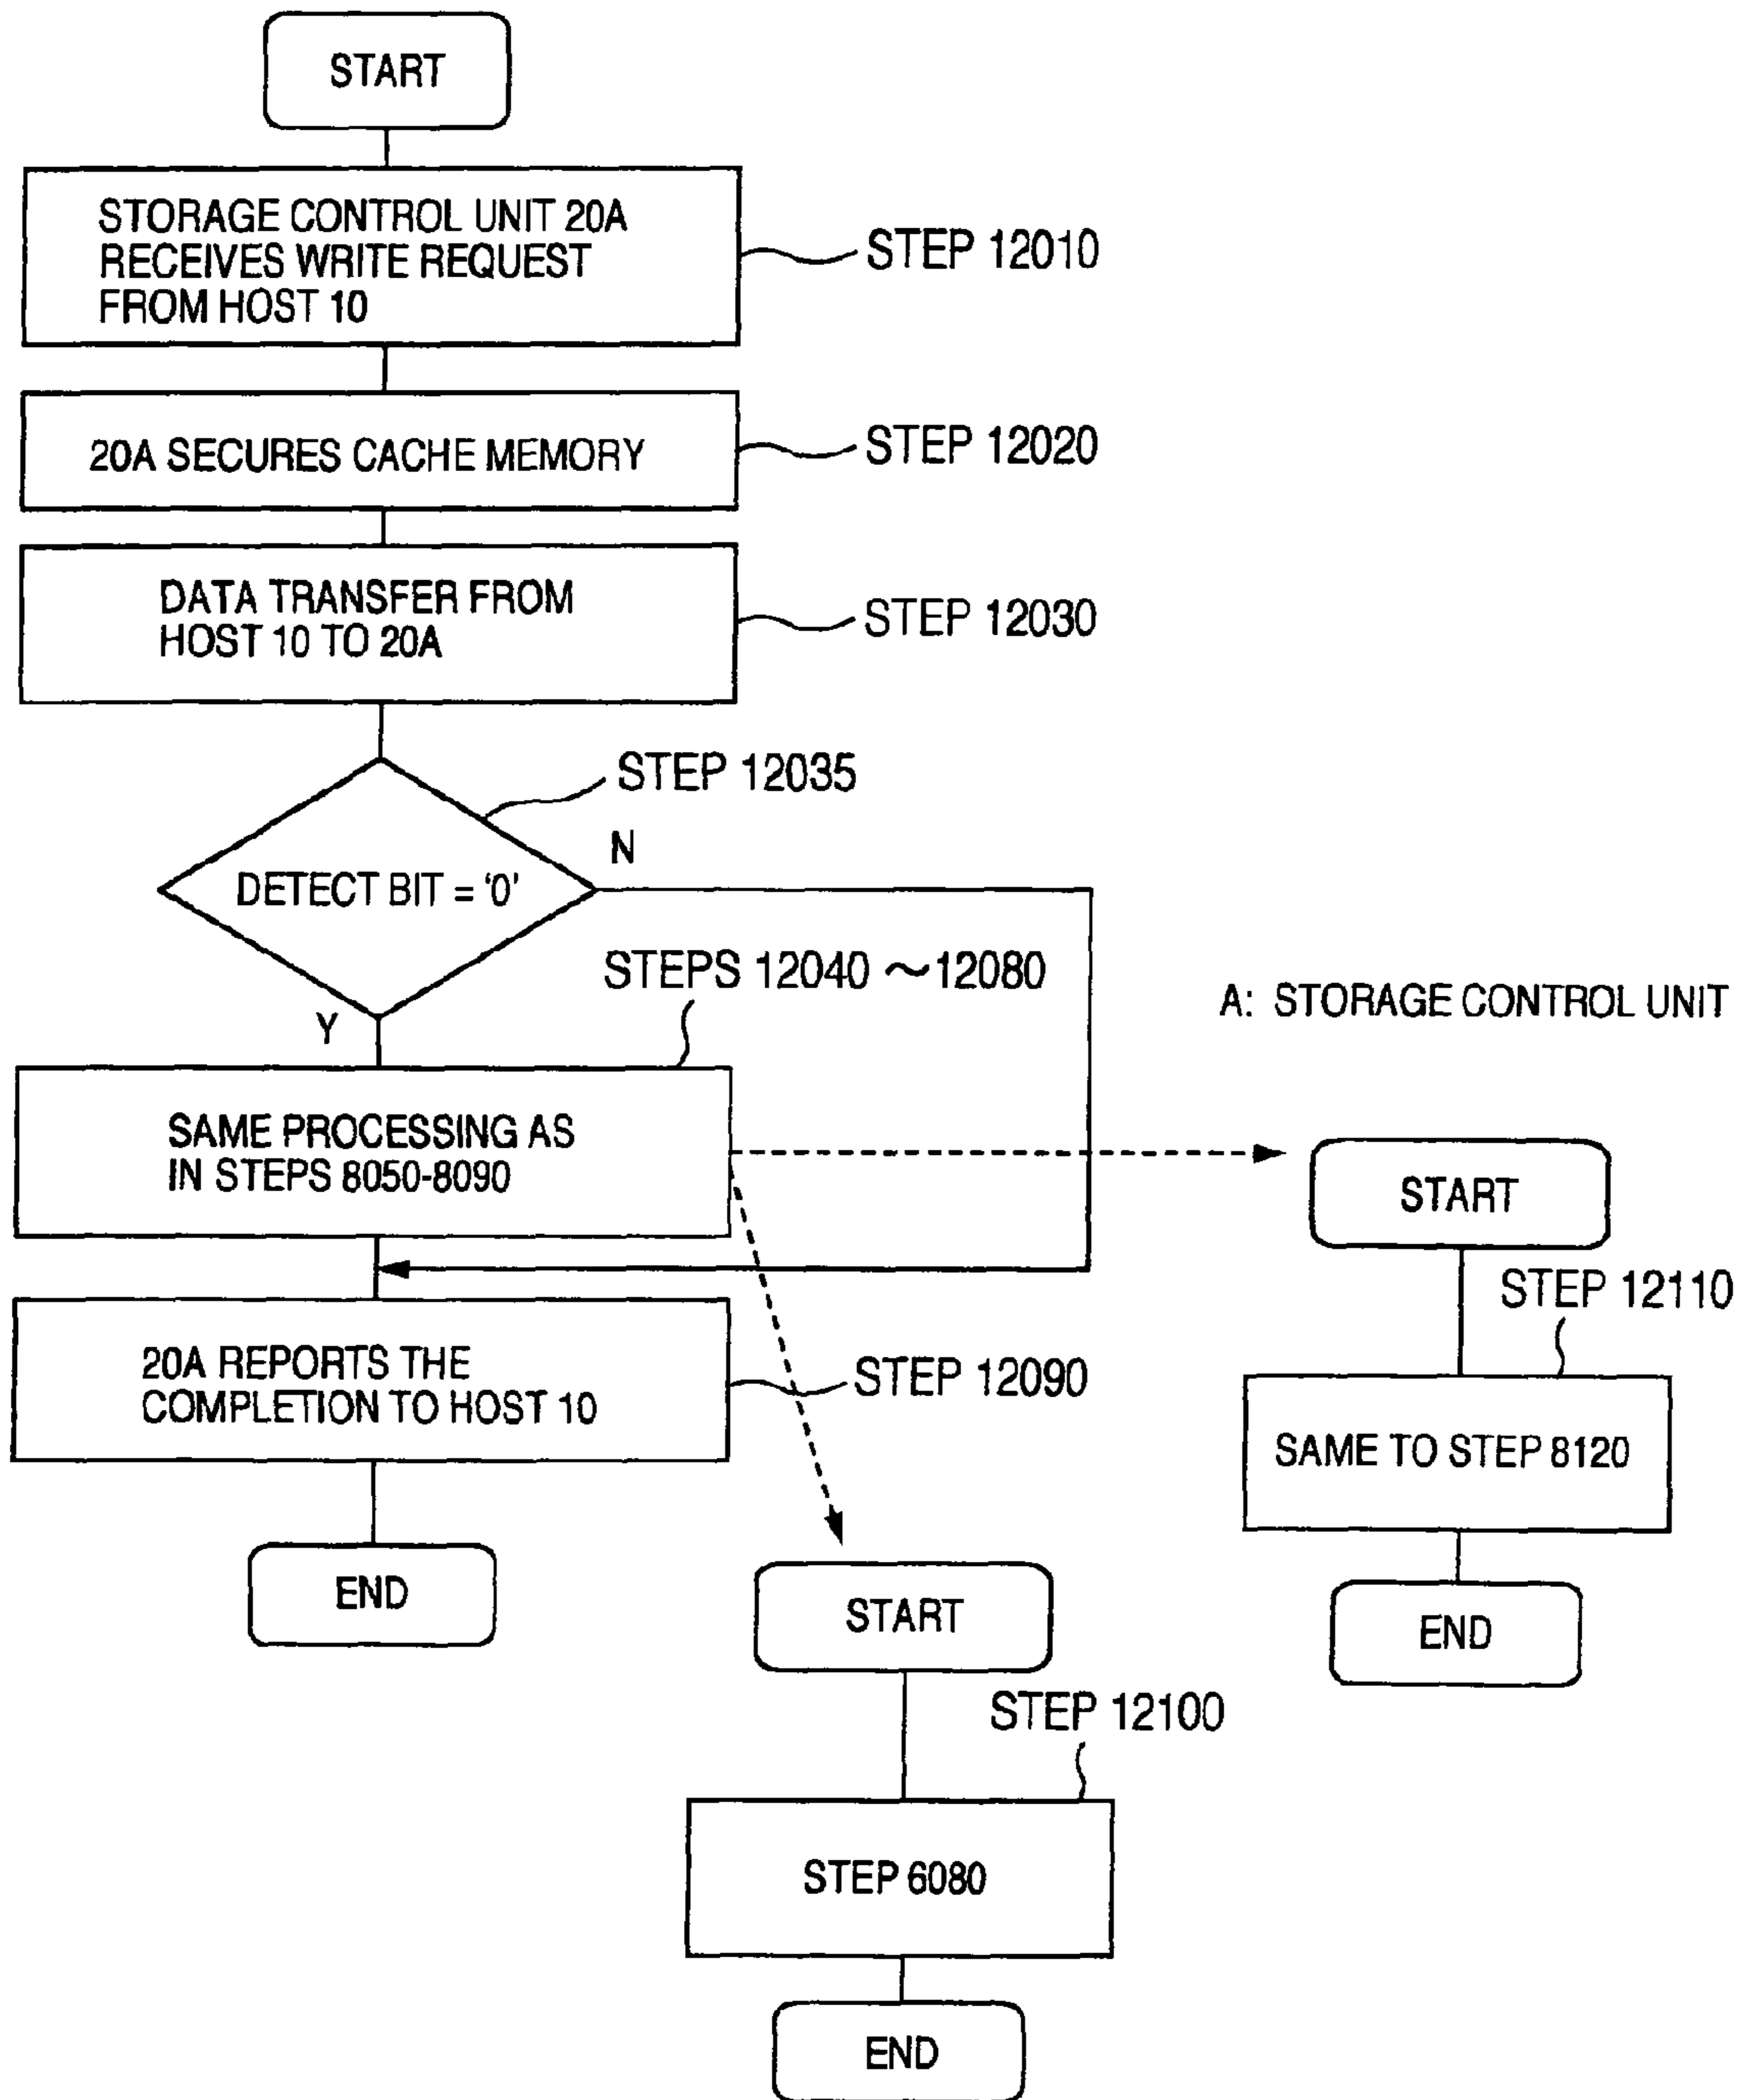 START
STORAGE CONTROL UNIT 20A
RECEIVES WRITE REQUEST
FROM HOST 10
STEP 12010
20A SECURES CACHE MEMORY
STEP 12020
DATA TRANSFER FROM
HOST 10 TO 20A
STEP 12030
STEP 12035
DETECT BIT = '0'
N
Y
STEPS 12040 ～12080
A: STORAGE CONTROL UNIT
SAME PROCESSING AS
IN STEPS 8050-8090
START
STEP 12110
20A REPORTS THE
COMPLETION TO HOST 10
STEP 12090
SAME TO STEP 8120
END
START
END
STEP 12100
STEP 6080
END